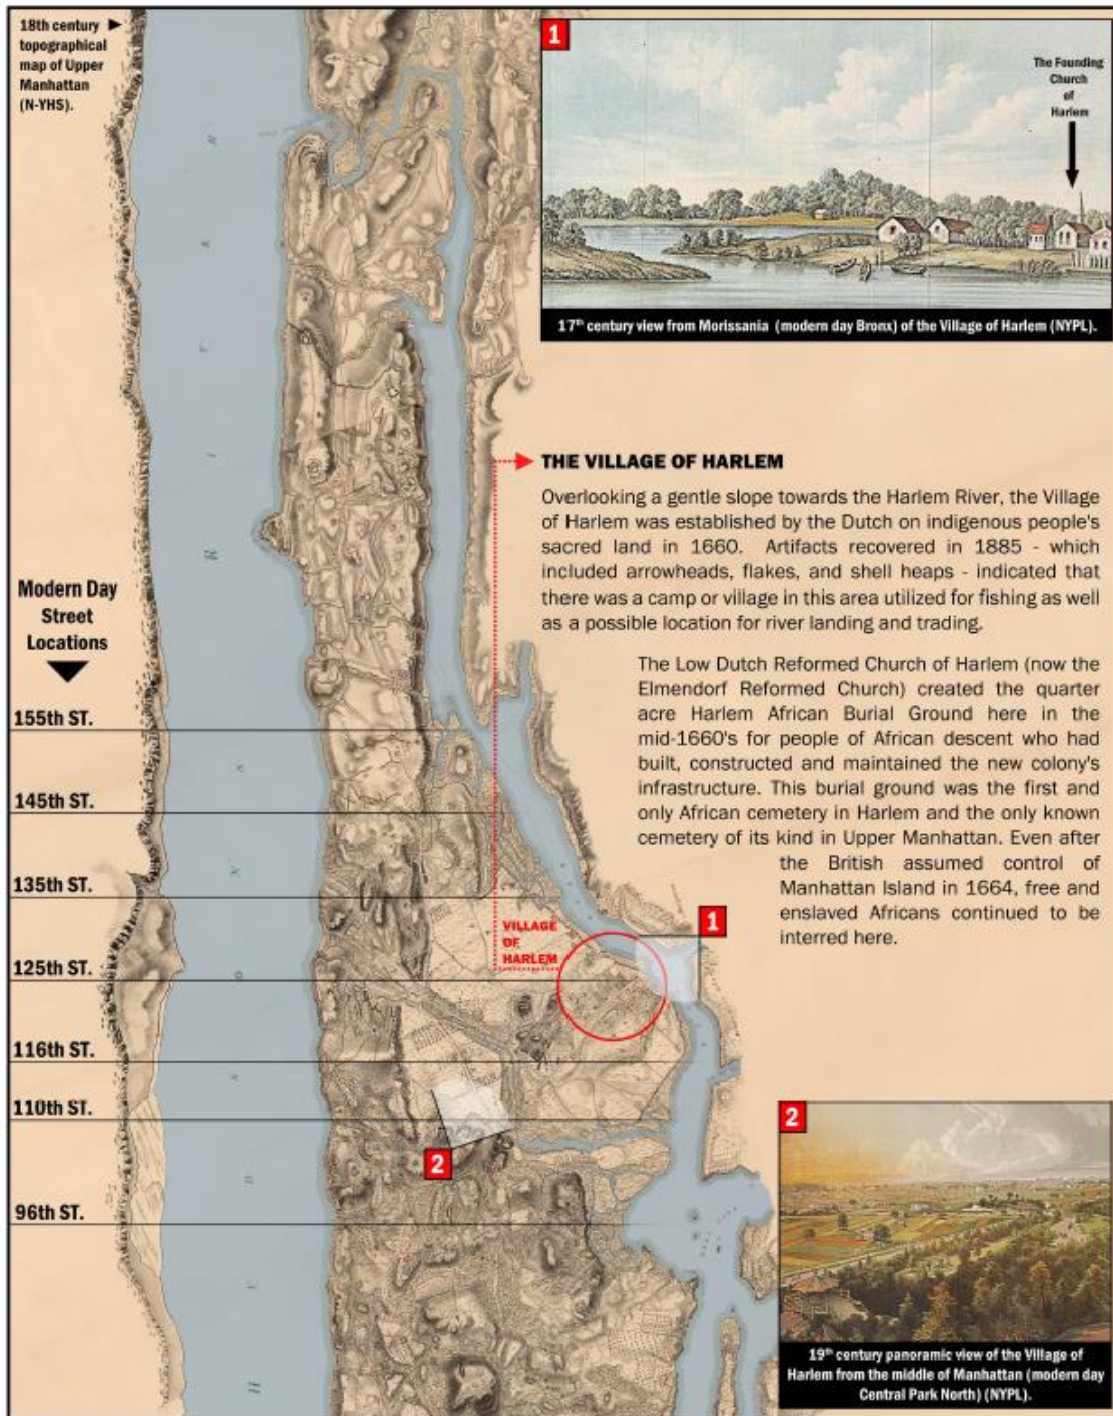 18th century
topographical
map of Upper
Manhattan
(N-YHS).
1
The Founding
Church
of
Harlem
17th century view from Morissania (modern day Bronx) of the Village of Harlem (NYPL).
THE VILLAGE OF HARLEM
Overlooking a gentle slope towards the Harlem River, the Village
of Harlem was established by the Dutch on indigenous people's
sacred land in 1660. Artifacts recovered in 1885 - which
included arrowheads, flakes, and shell heaps - indicated that
there was a camp or village in this area utilized for fishing as well
as a possible location for river landing and trading.
The Low Dutch Reformed Church of Harlem (now the
Elmendorf Reformed Church) created the quarter
acre Harlem African Burial Ground here in the
mid-1660's for people of African descent who had
built, constructed and maintained the new colony's
infrastructure. This burial ground was the first and
only African cemetery in Harlem and the only known
cemetery of its kind in Upper Manhattan. Even after
the British assumed control of
Manhattan Island in 1664, free and
enslaved Africans continued to be
interred here.
Modern Day
Street
Locations
155th ST.
145th ST.
135th ST.
125th ST.
116th ST.
110th ST.
96th ST.
VILLAGE
OF
HARLEM
1
2
2
19th century panoramic view of the Village of
Harlem from the middle of Manhattan (modern day
Central Park North) (NYPL).